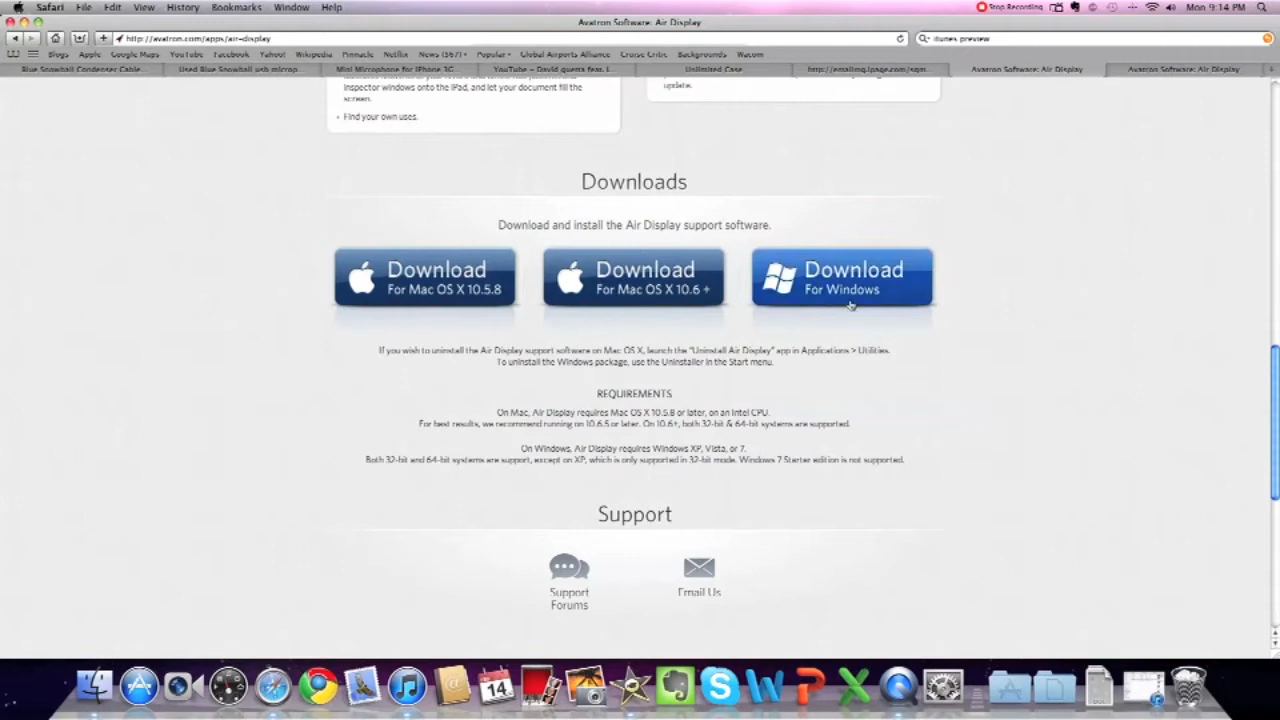 Safari File Edit View History Bookmarks Window Help Stop Recording Mon 9:14 PM
Avatron Software: Air Display
http://avatron.com/apps/air-display itunes preview
Blogs Apple Google Maps YouTube Facebook Yahoo! Wikipedia Pinnacle Netflix News (567) Popular Global Airports Alliance Cruise Critic Backgrounds Wacom
Blue Snowball Condenser Cable... Used Blue Snowball usb microp... Mini Microphone for iPhone 3G... YouTube – David guetta feat. L... Unlimited Case Avatron Software: Air Display Avatron Software: Air Display
Inspector windows onto the iPad, and let your document fill the
screen.
update.
• Find your own uses.
Downloads
Download and install the Air Display support software.
Download
For Mac OS X 10.5.8
Download
For Mac OS X 10.6 +
Download
For Windows
If you wish to uninstall the Air Display support software on Mac OS X, launch the "Uninstall Air Display" app in Applications > Utilities.
To uninstall the Windows package, use the Uninstaller in the Start menu.
REQUIREMENTS
On Mac, Air Display requires Mac OS X 10.5.8 or later, on an Intel CPU.
For best results, we recommend running on 10.6.5 or later. On 10.6+, both 32-bit & 64-bit systems are supported.
On Windows, Air Display requires Windows XP, Vista, or 7.
Both 32-bit and 64-bit systems are support, except on XP, which is only supported in 32-bit mode. Windows 7 Starter edition is not supported.
Support
Support
Forums
Email Us
14